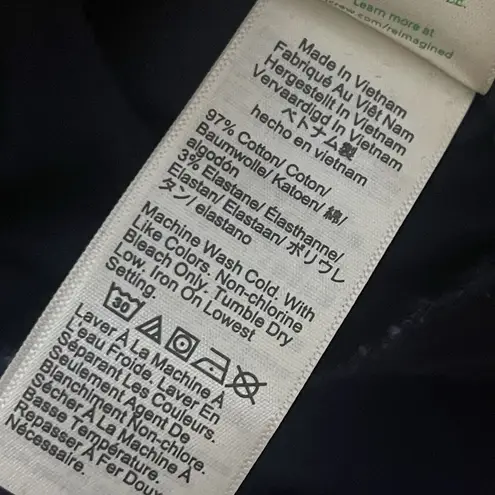 Learn more at
crew.com/reimagined
Made In Vietnam
Fabriqué Au Viêt Nam
Hergestellt In Vietnam
Vervaardigd In Vietnam
ベトナム製
hecho en vietnam
97% Cotton/ Coton/
Baumwolle/ Katoen/ 綿/
algodón
3% Elastane/ Élasthanne/
Elastan/ Elastaan/ ポリウレ
タン/ elastano
Machine Wash Cold. With
Like Colors. Non-chlorine
Bleach Only. Tumble Dry
Low. Iron On Lowest
Setting.
30
Laver À La Machine À
L'eau Froide. Laver En
Séparant Les Couleurs.
Seulement Agent De
Blanchiment Non-chlore.
Sécher À La Machine À
Basse Température.
Repasser À Fer Doux
Nécessaire.